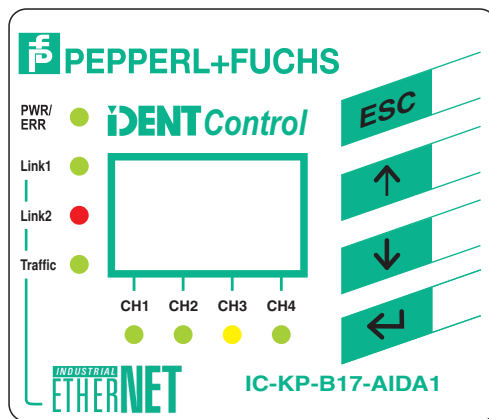 PEPPERL+FUCHS
PWR/
ERR
iDENT Control
ESC
Link1
Link2
Traffic
CH1 CH2 CH3 CH4
INDUSTRIAL
ETHERNET
IC-KP-B17-AIDA1